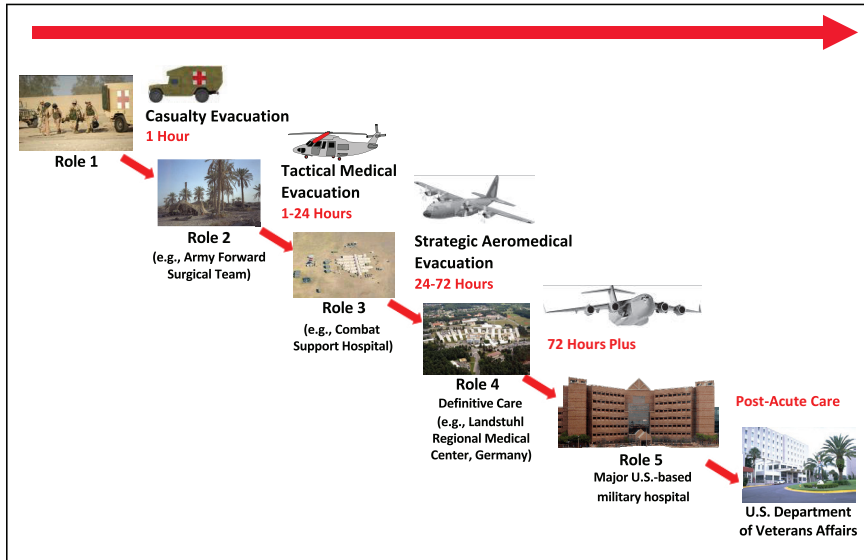 Casualty Evacuation
1 Hour
Role 1
Tactical Medical
Evacuation
1-24 Hours
Role 2
(e.g., Army Forward
Surgical Team)
Strategic Aeromedical
Evacuation
24-72 Hours
Role 3
(e.g., Combat
Support Hospital)
72 Hours Plus
Role 4
Definitive Care
(e.g., Landstuhl
Regional Medical
Center, Germany)
Post-Acute Care
Role 5
Major U.S.-based
military hospital
U.S. Department
of Veterans Affairs